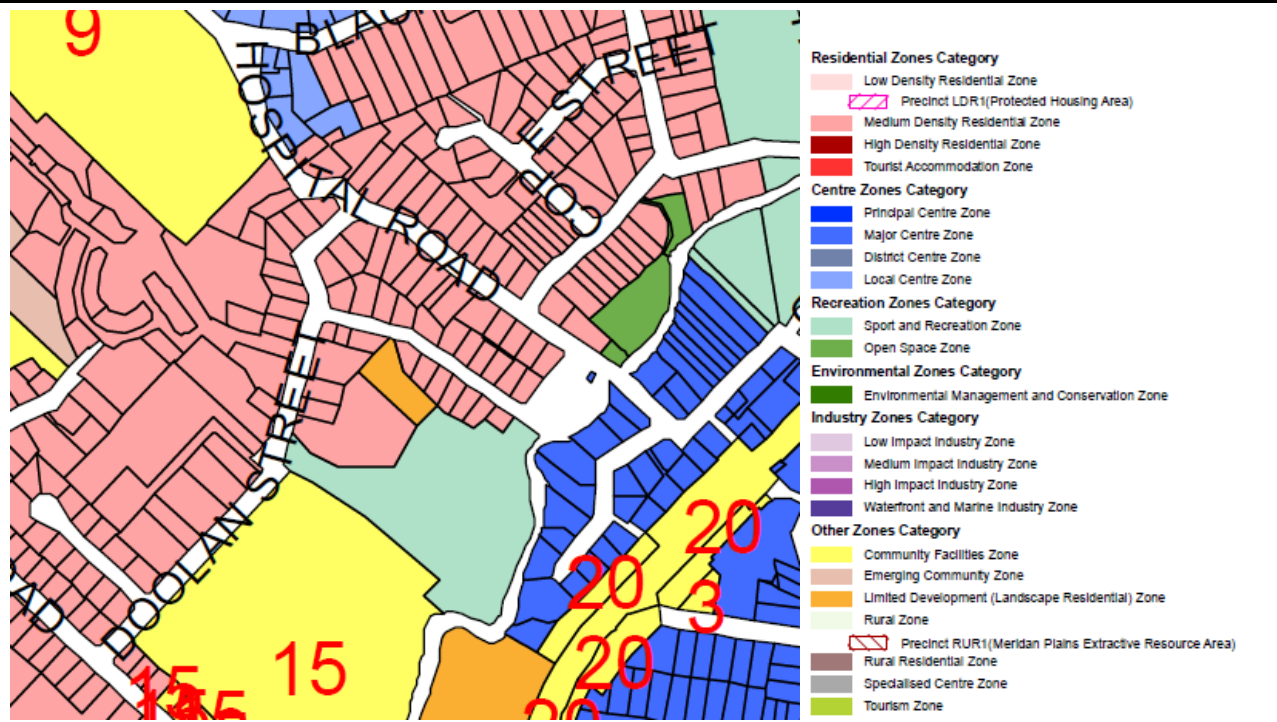 9
BLAC
STREET
HOSPITAL ROAD
COPE
DOOLAN STREET
OAD
20
20
3
20
20
15
15
15
Residential Zones Category
Low Density Residential Zone
Precinct LDR1(Protected Housing Area)
Medium Density Residential Zone
High Density Residential Zone
Tourist Accommodation Zone
Centre Zones Category
Principal Centre Zone
Major Centre Zone
District Centre Zone
Local Centre Zone
Recreation Zones Category
Sport and Recreation Zone
Open Space Zone
Environmental Zones Category
Environmental Management and Conservation Zone
Industry Zones Category
Low Impact Industry Zone
Medium Impact Industry Zone
High Impact Industry Zone
Waterfront and Marine Industry Zone
Other Zones Category
Community Facilities Zone
Emerging Community Zone
Limited Development (Landscape Residential) Zone
Rural Zone
Precinct RUR1(Meridan Plains Extractive Resource Area)
Rural Residential Zone
Specialised Centre Zone
Tourism Zone